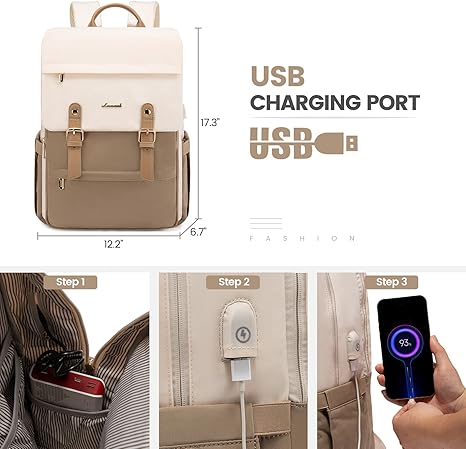 USB
CHARGING PORT
USB
17.3"
6.7"
12.2"
FASHION
Step 1
Step 2
Step 3
93%